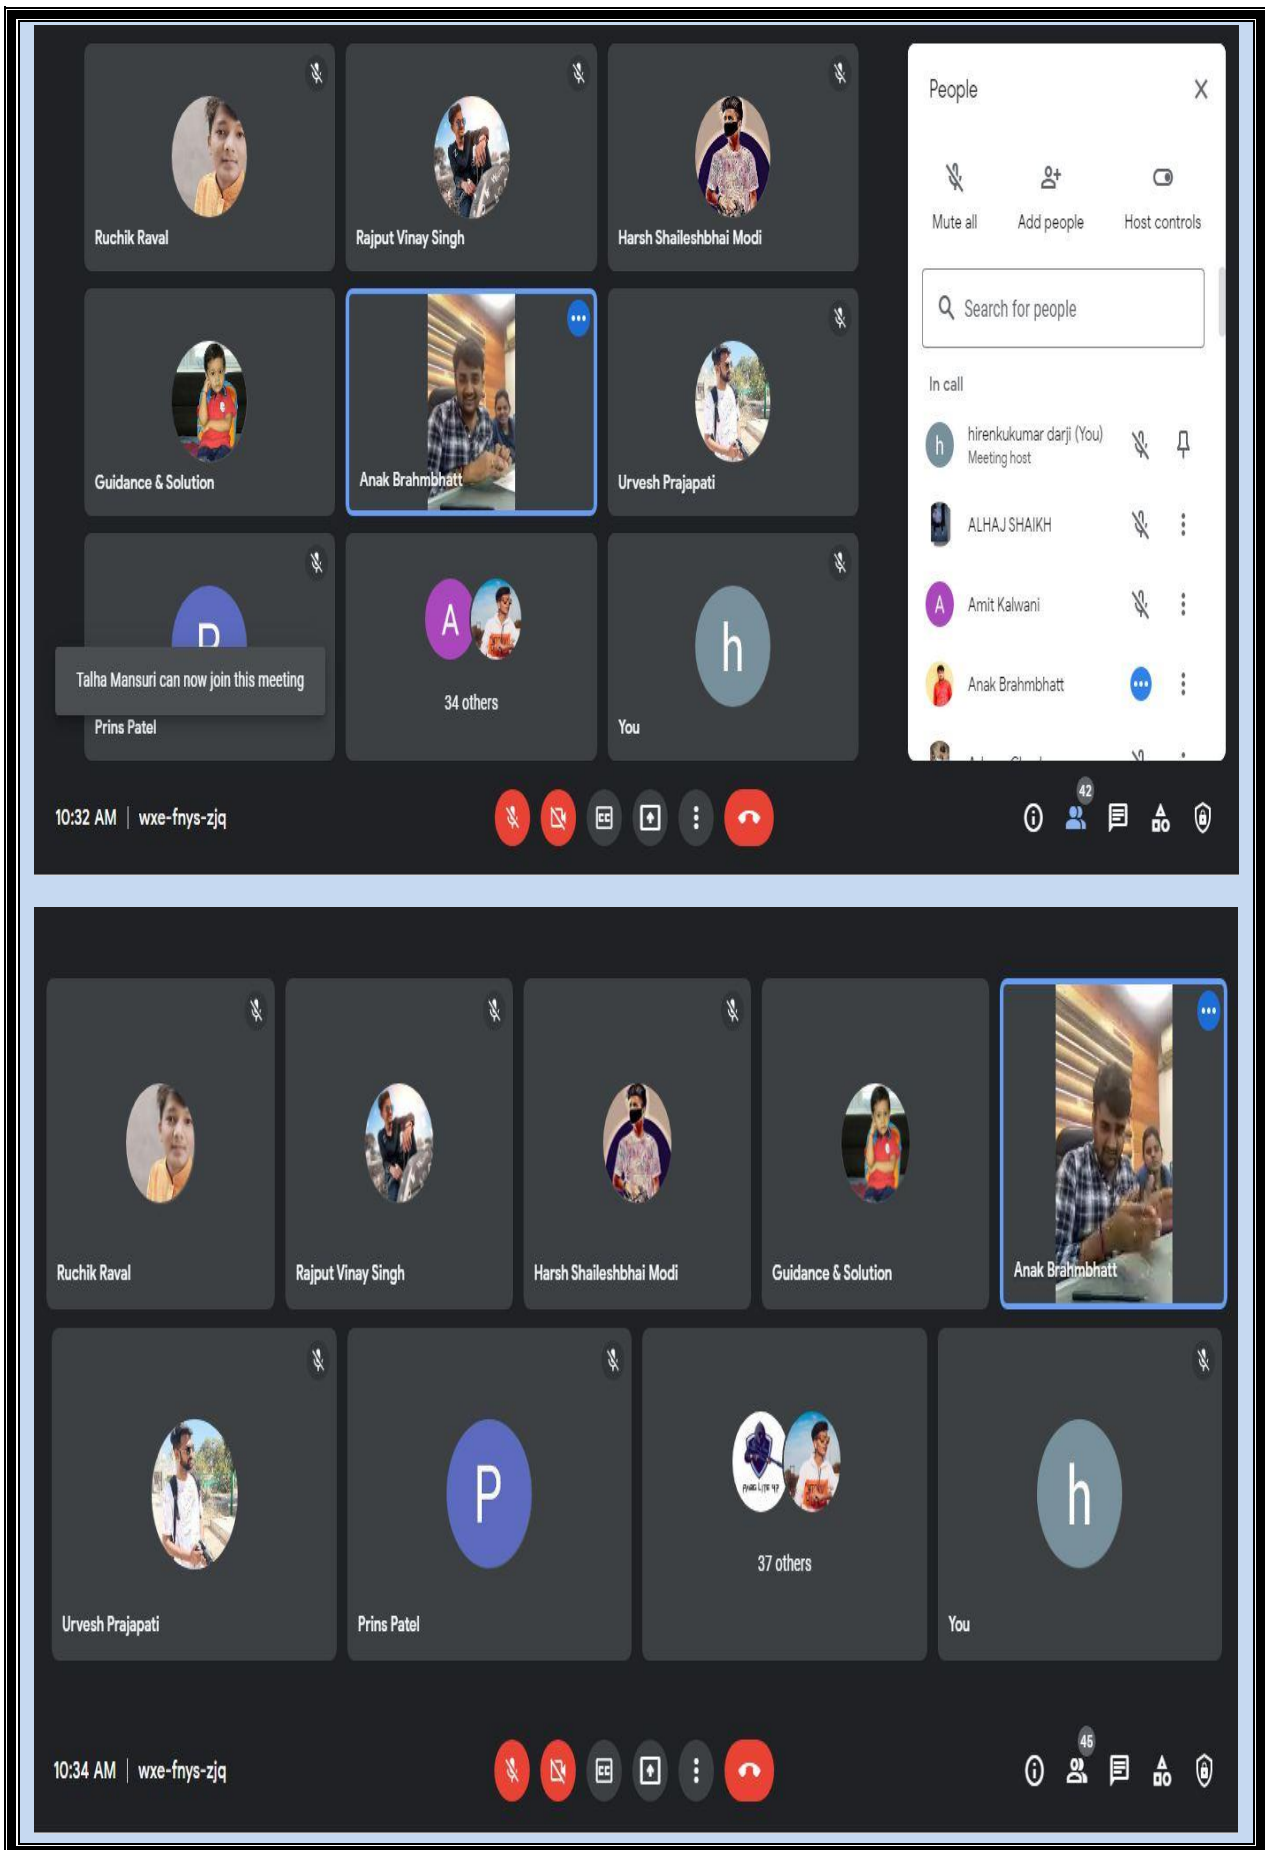 Ruchik Raval
Rajput Vinay Singh
Harsh Shaileshbhai Modi
Guidance & Solution
Anak Brahmbhatt
Urvesh Prajapati
P
Talha Mansuri can now join this meeting
Prins Patel
A
34 others
h
You
People
Mute all
Add people
Host controls
Search for people
In call
h
hirenkukumar darji (You)
Meeting host
ALHAJ SHAIKH
A
Amit Kalwani
Anak Brahmbhatt
10:32 AM | wxe-fnys-zjq
CC
42
Ruchik Raval
Rajput Vinay Singh
Harsh Shaileshbhai Modi
Guidance & Solution
Anak Brahmbhatt
Urvesh Prajapati
P
Prins Patel
37 others
h
You
10:34 AM | wxe-fnys-zjq
CC